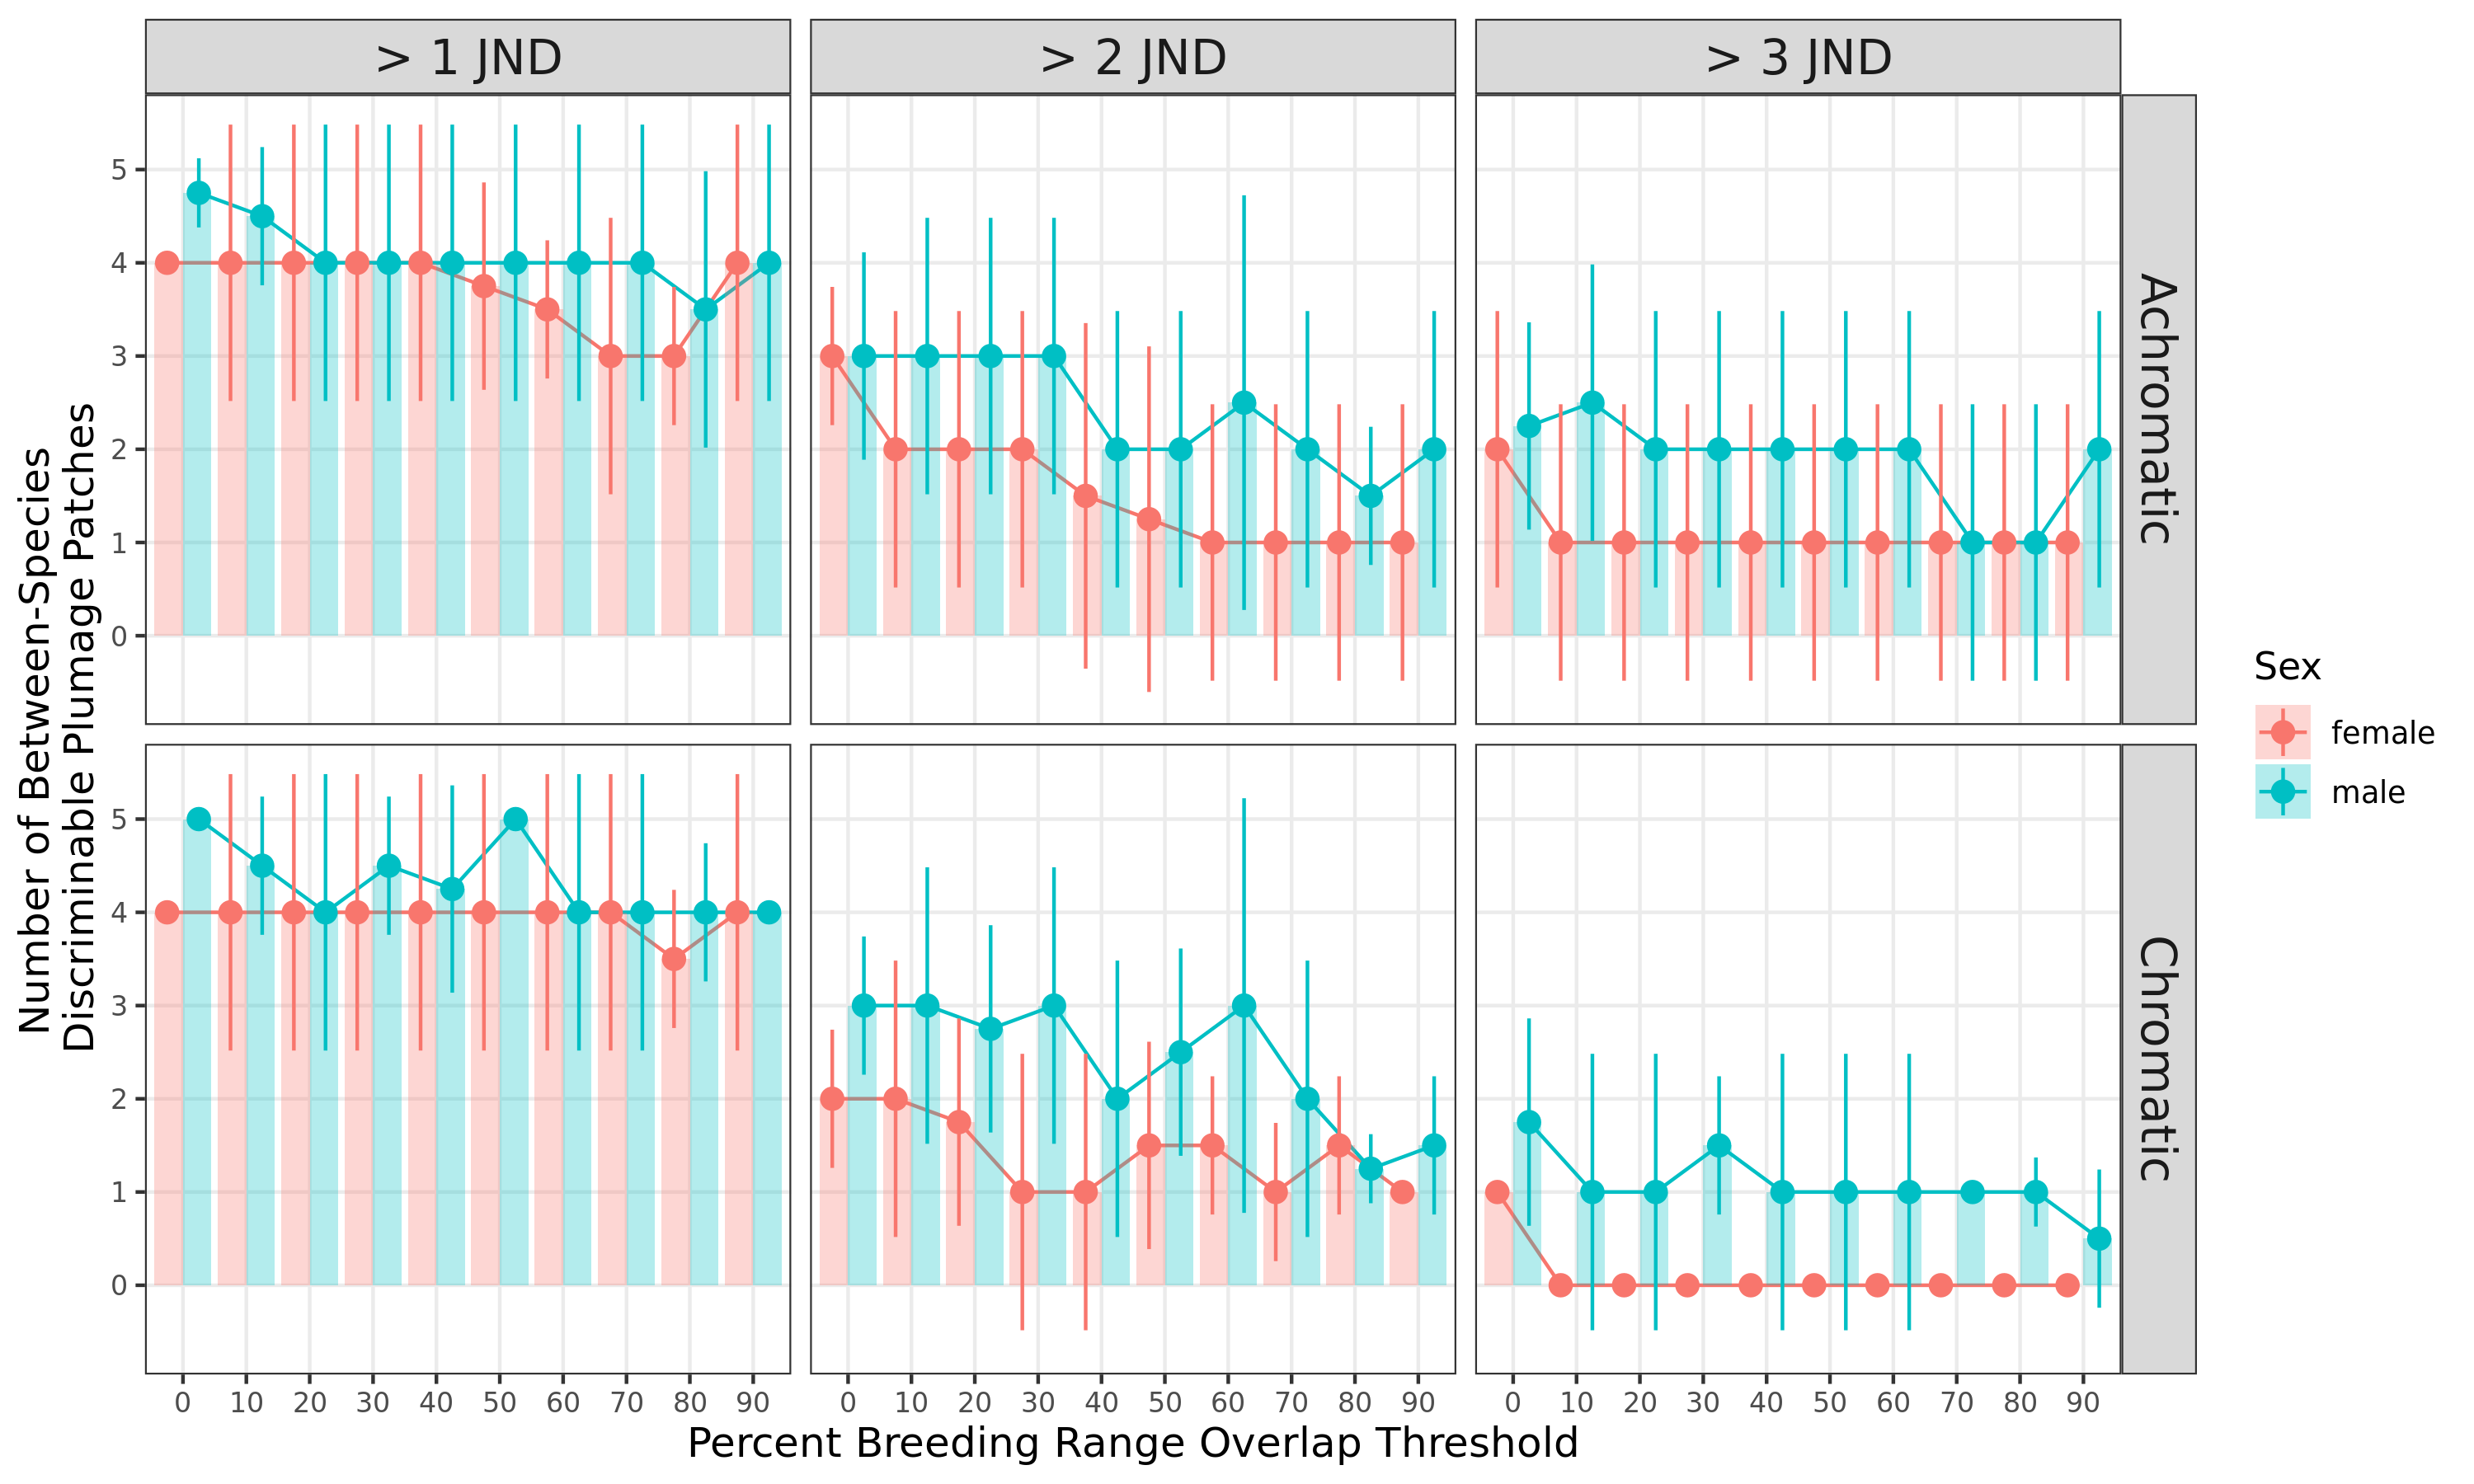 > 1 JND
> 2 JND
> 3 JND
Number of Between-Species
Discriminable Plumage Patches
5
4
3
2
1
0
Achromatic
5
4
3
2
1
0
Chromatic
0 10 20 30 40 50 60 70 80 90
0 10 20 30 40 50 60 70 80 90
0 10 20 30 40 50 60 70 80 90
Percent Breeding Range Overlap Threshold
Sex
female
male